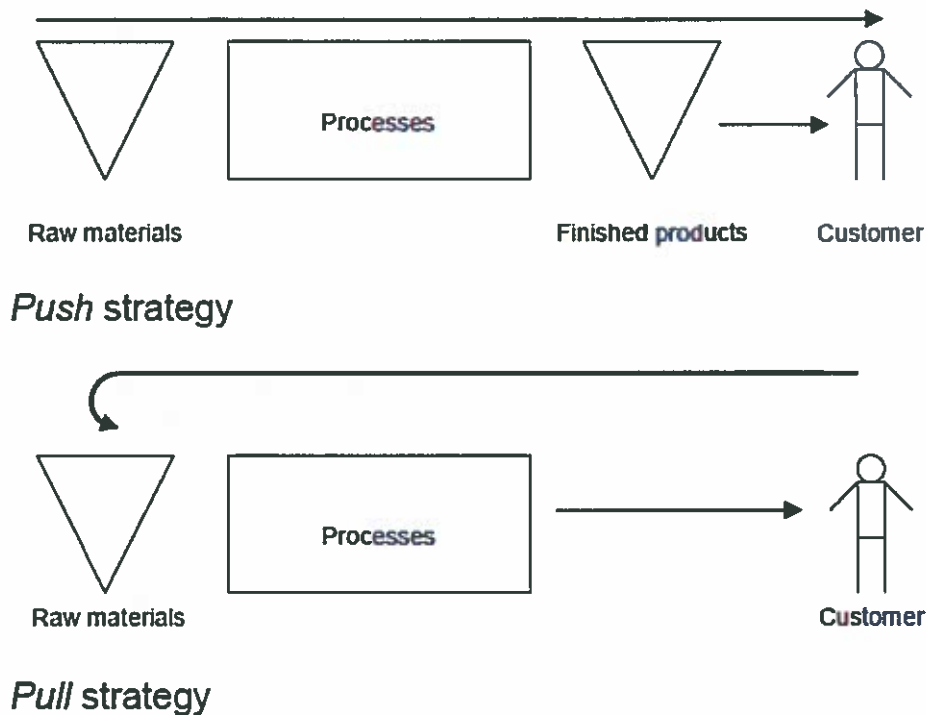 Processes
Raw materials
Finished products
Customer
Push strategy
Processes
Raw materials
Customer
Pull strategy